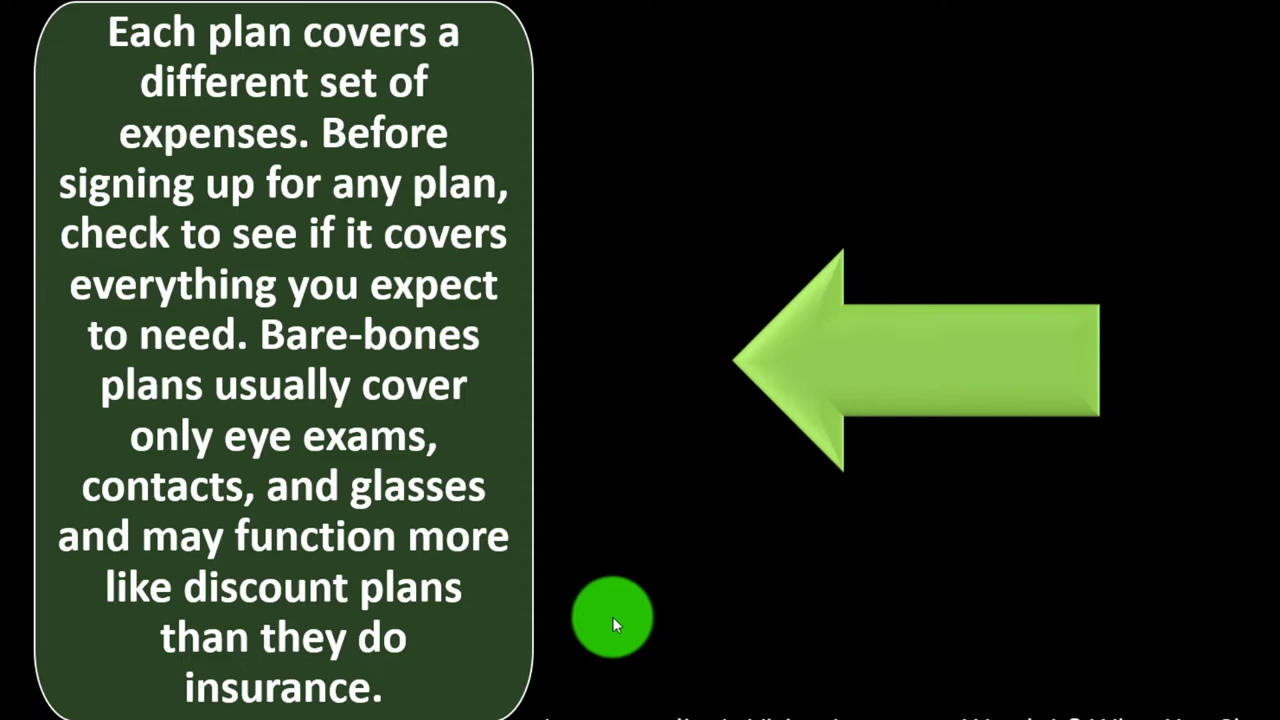 Each plan covers a
different set of
expenses. Before
signing up for any plan,
check to see if it covers
everything you expect
to need. Bare-bones
plans usually cover
only eye exams,
contacts, and glasses
and may function more
like discount plans
than they do
insurance.